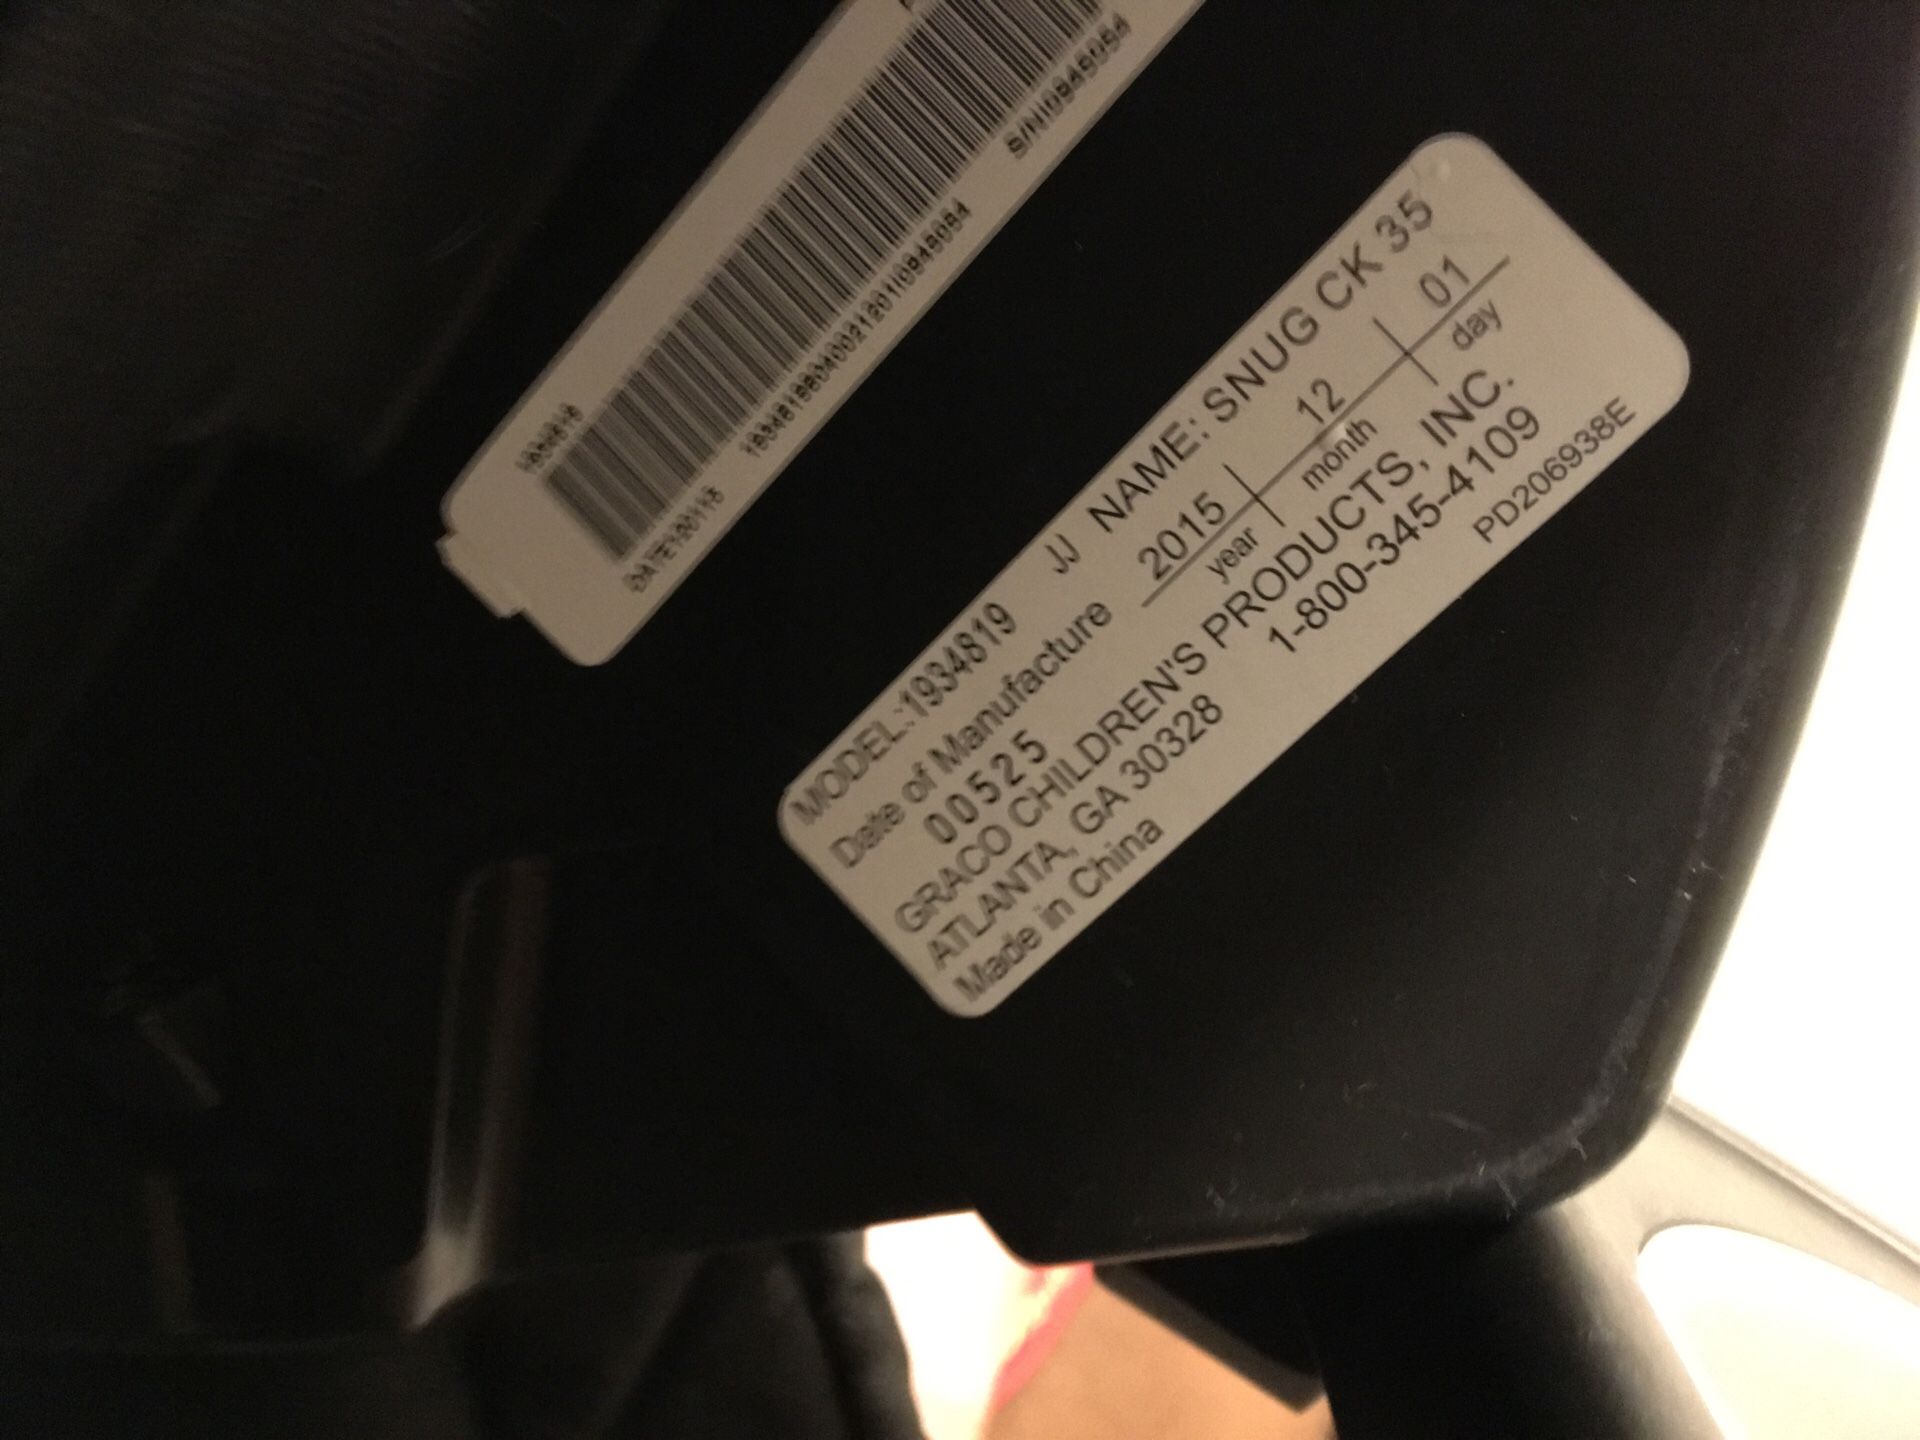 S/N:I0945084
MODEL:1934819 JJ NAME: SNUG CK 35
Date of Manufacture 2015 12 01
year month day
00525
GRACO CHILDREN'S PRODUCTS, INC.
ATLANTA, GA 30328 1-800-345-4109
Made in China PD206938E